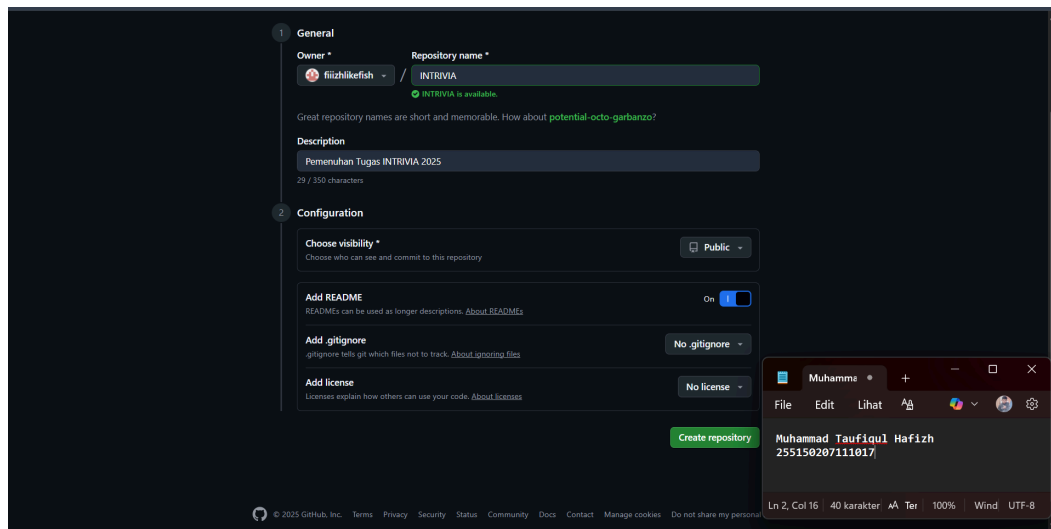 1 General
Owner * Repository name *
fiiizhlikefish / INTRIVIA
INTRIVIA is available.
Great repository names are short and memorable. How about potential-octo-garbanzo?
Description
Pemenuhan Tugas INTRIVIA 2025
29 / 350 characters
2 Configuration
Choose visibility *
Choose who can see and commit to this repository
Public
Add README
READMEs can be used as longer descriptions. About READMEs
On
Add .gitignore
.gitignore tells git which files not to track. About ignoring files
No .gitignore
Add license
Licenses explain how others can use your code. About licenses
No license
Create repository
© 2025 GitHub, Inc. Terms Privacy Security Status Community Docs Contact Manage cookies Do not share my personal
Muhamma
File Edit Lihat
Muhammad Taufiqul Hafizh
255150207111017
Ln 2, Col 16 40 karakter Ter 100% Wind UTF-8